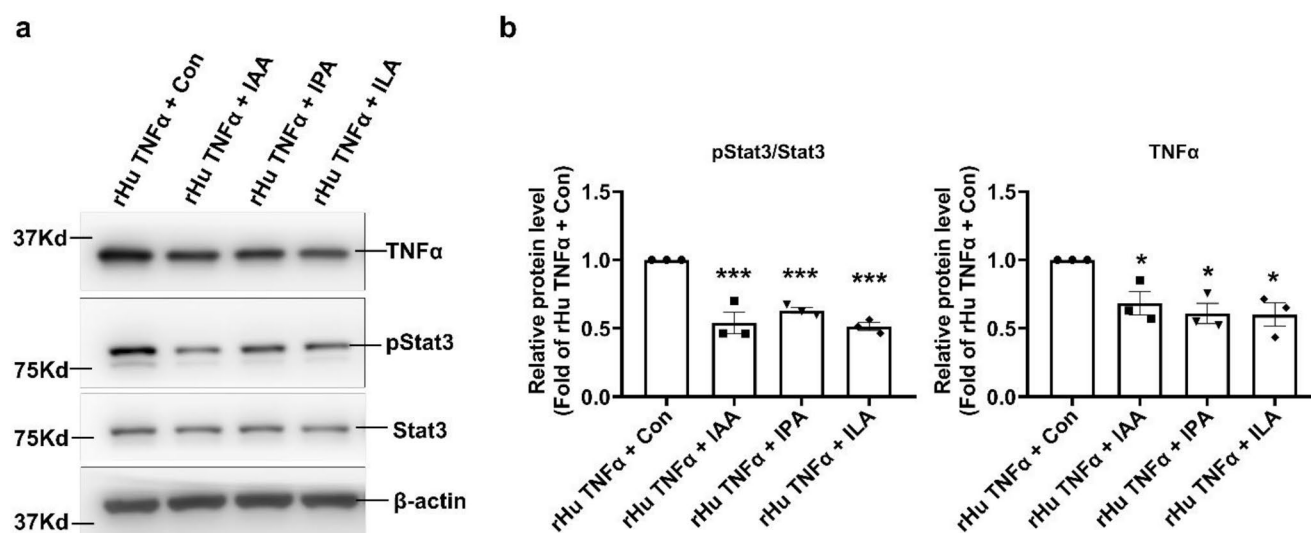 a
rHu TNFα + Con
rHu TNFα + IAA
rHu TNFα + IPA
rHu TNFα + ILA
37Kd
TNFα
pStat3
75Kd
Stat3
75Kd
β-actin
37Kd
b
pStat3/Stat3
Relative protein level
(Fold of rHu TNFα + Con)
1.5
1.0
0.5
0.0
***
***
***
rHu TNFα + Con
rHu TNFα + IAA
rHu TNFα + IPA
rHu TNFα + ILA
TNFα
Relative protein level
(Fold of rHu TNFα + Con)
1.5
1.0
0.5
0.0
*
*
*
rHu TNFα + Con
rHu TNFα + IAA
rHu TNFα + IPA
rHu TNFα + ILA